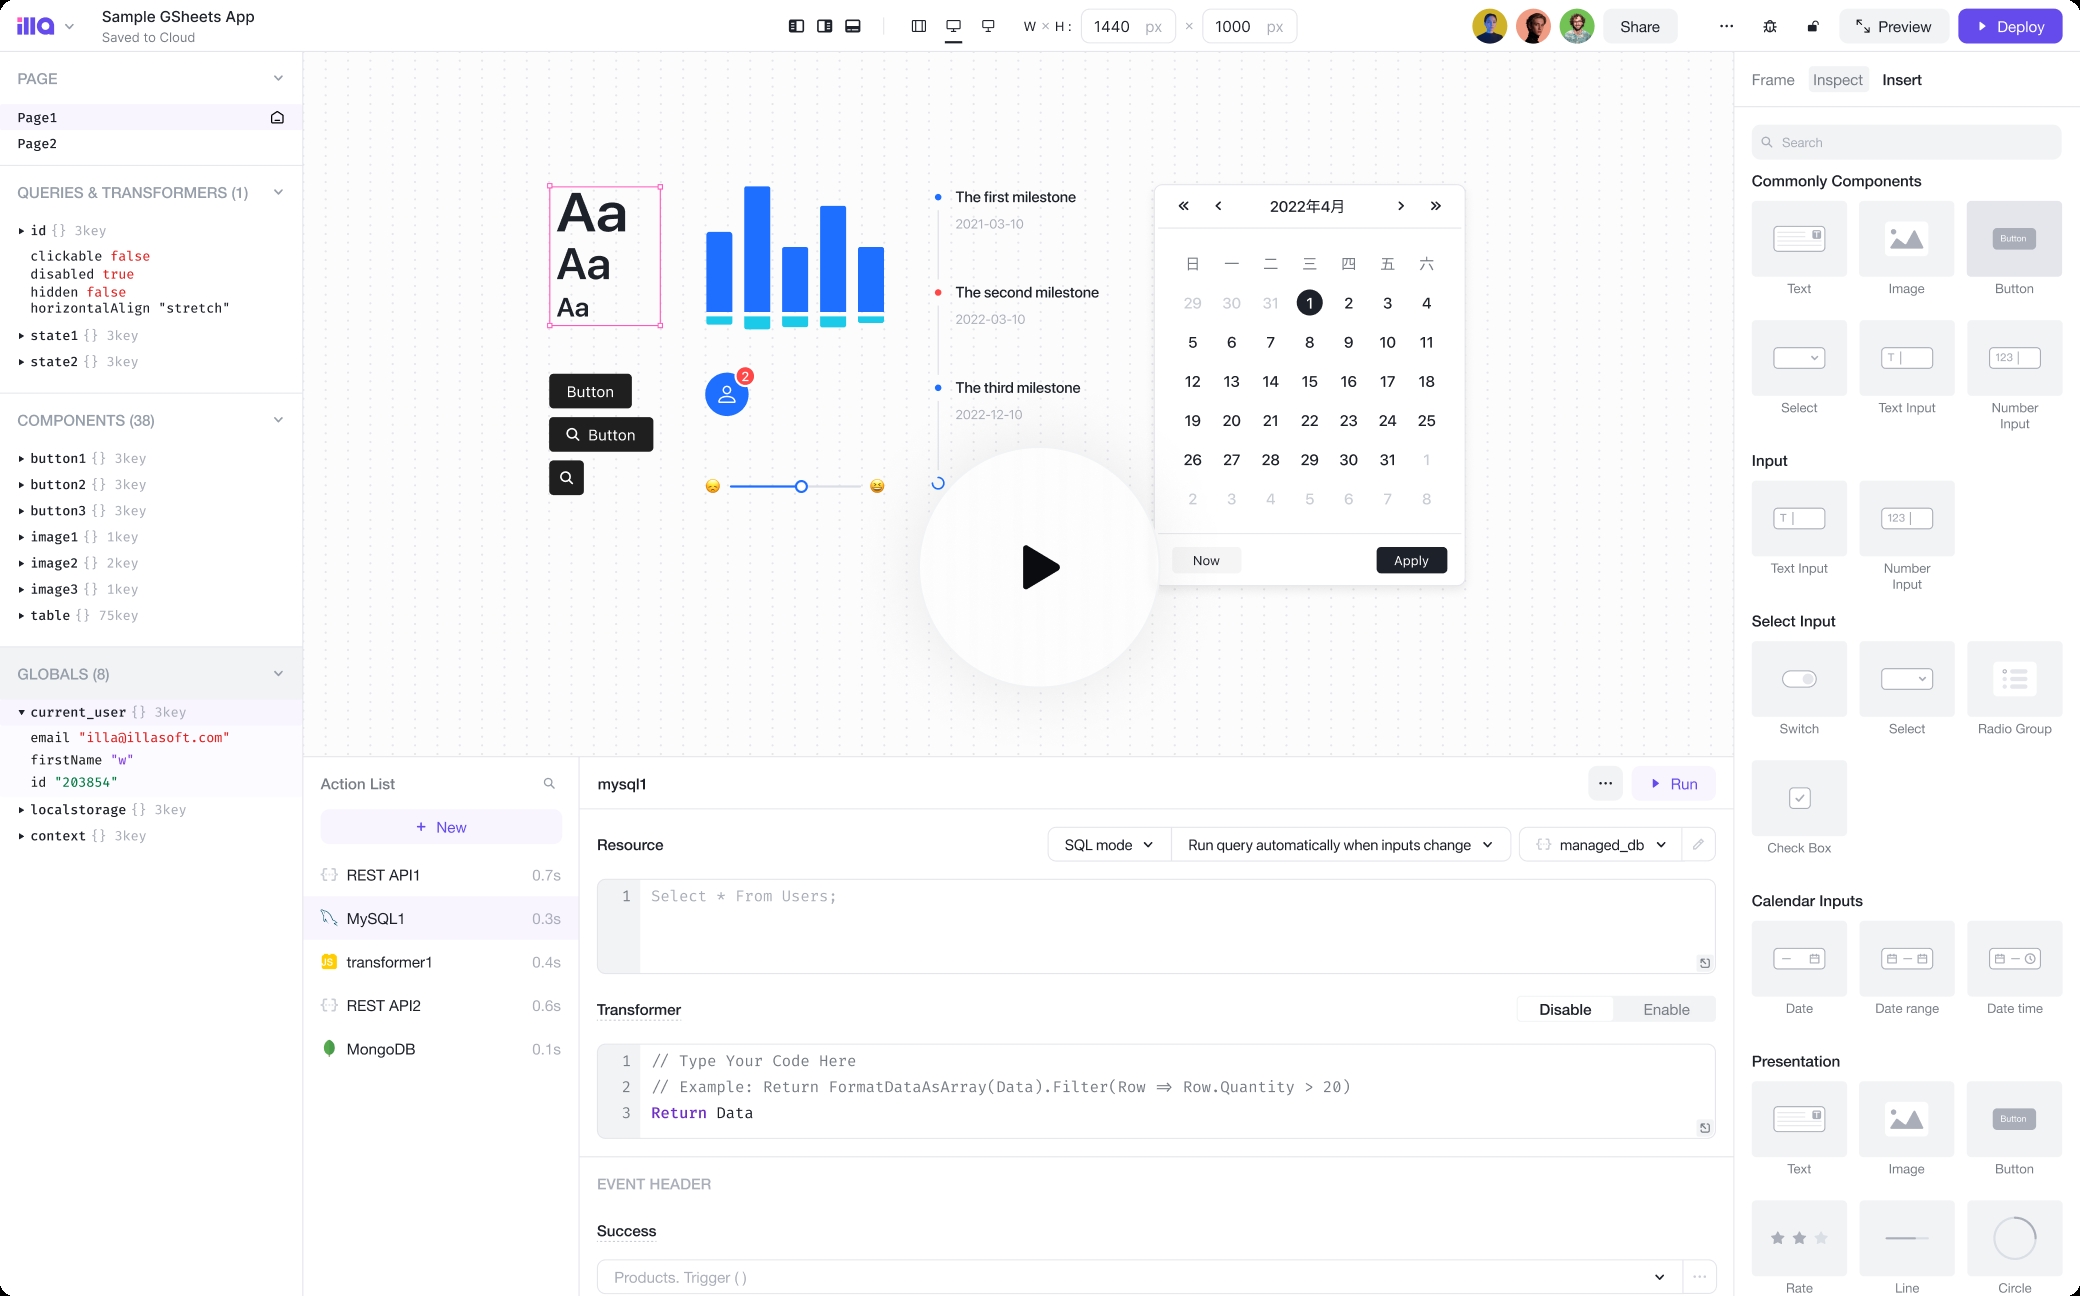 illa
Sample GSheets App
Saved to Cloud
W × H :
1440 px
×
1000 px
Share
Preview
Deploy
PAGE
Page1
Page2
QUERIES & TRANSFORMERS (1)
id {} 3key
clickable false
disabled true
hidden false
horizontalAlign "stretch"
state1 {} 3key
state2 {} 3key
COMPONENTS (38)
button1 {} 3key
button2 {} 3key
button3 {} 3key
image1 {} 1key
image2 {} 2key
image3 {} 1key
table {} 75key
GLOBALS (8)
current_user {} 3key
email "illa@illasoft.com"
firstName "w"
id "203854"
localstorage {} 3key
context {} 3key
Aa
Aa
Aa
Button
Button
2
The first milestone
2021-03-10
The second milestone
2022-03-10
The third milestone
2022-12-10
2022年4月
日 一 二 三 四 五 六
29 30 31 1 2 3 4
5 6 7 8 9 10 11
12 13 14 15 16 17 18
19 20 21 22 23 24 25
26 27 28 29 30 31 1
2 3 4 5 6 7 8
Now
Apply
Action List
+ New
REST API1 0.7s
MySQL1 0.3s
JS transformer1 0.4s
REST API2 0.6s
MongoDB 0.1s
mysql1
Run
Resource
SQL mode
Run query automatically when inputs change
{} managed_db
1 Select * From Users;
Transformer
Disable
Enable
1 // Type Your Code Here
2 // Example: Return FormatDataAsArray(Data).Filter(Row ⇒ Row.Quantity > 20)
3 Return Data
EVENT HEADER
Success
Products. Trigger ( )
Frame
Inspect
Insert
Search
Commonly Components
T
Button
Text
Image
Button
T
123
Select
Text Input
Number
Input
Input
T
123
Text Input
Number
Input
Select Input
Switch
Select
Radio Group
Check Box
Calendar Inputs
Date
Date range
Date time
Presentation
T
Button
Text
Image
Button
Rate
Line
Circle